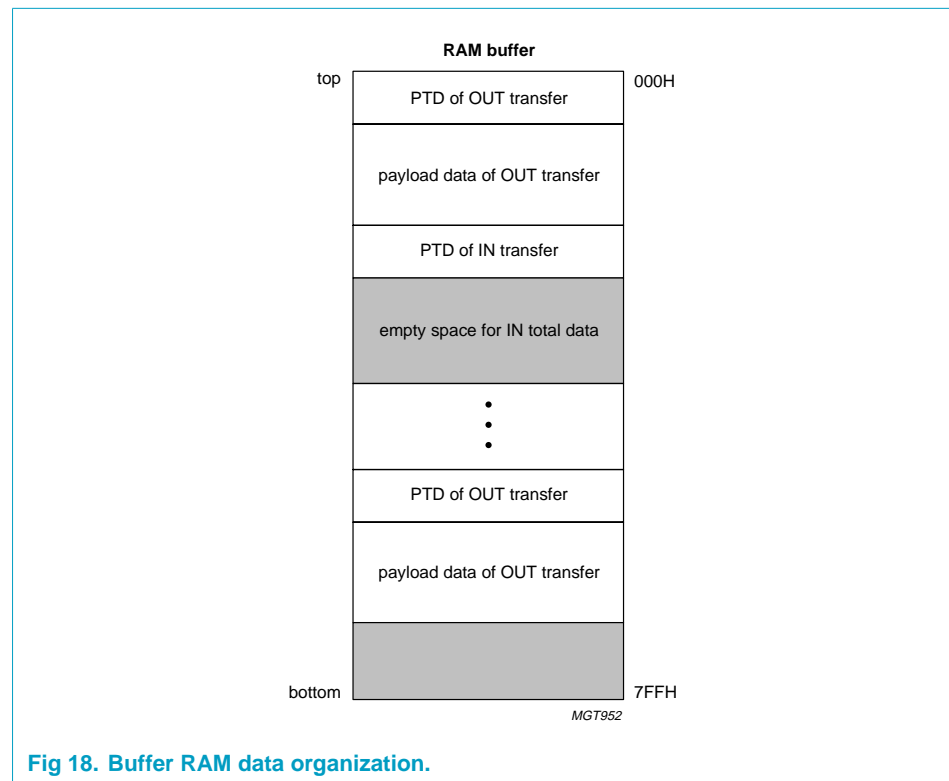 RAM buffer
top
000H
PTD of OUT transfer
payload data of OUT transfer
PTD of IN transfer
empty space for IN total data
PTD of OUT transfer
payload data of OUT transfer
bottom
7FFH
MGT952
Fig 18. Buffer RAM data organization.